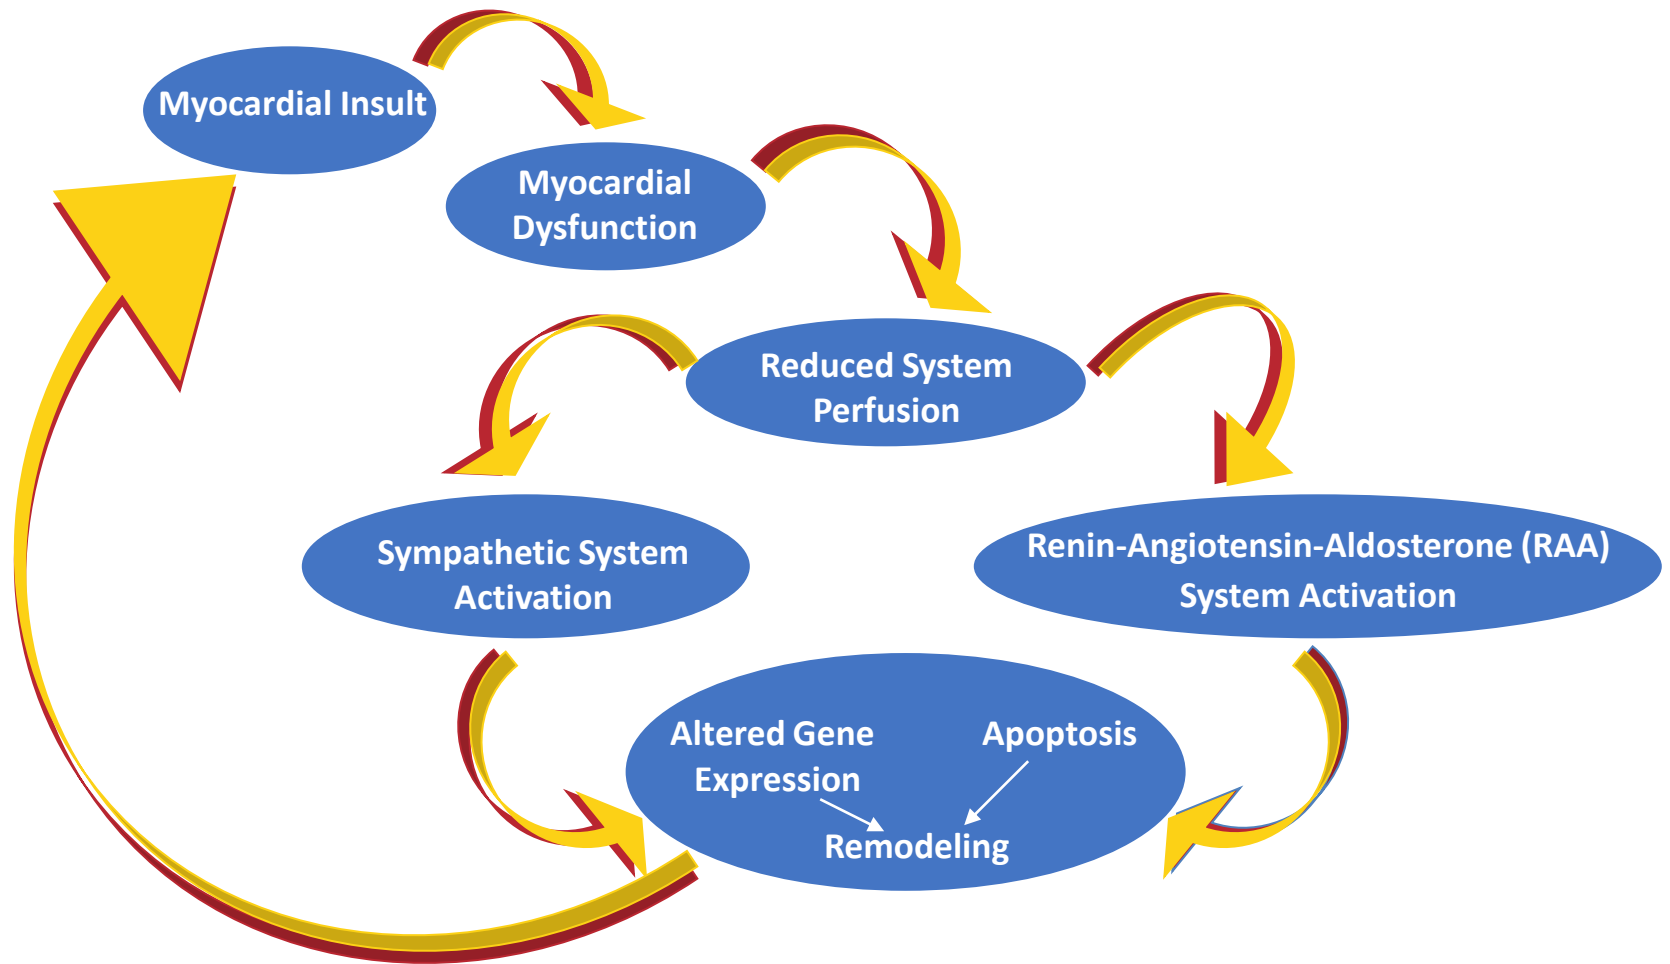 Myocardial Insult
Myocardial
Dysfunction
Reduced System
Perfusion
Sympathetic System
Activation
Renin-Angiotensin-Aldosterone (RAA)
System Activation
Altered Gene
Expression
Apoptosis
Remodeling